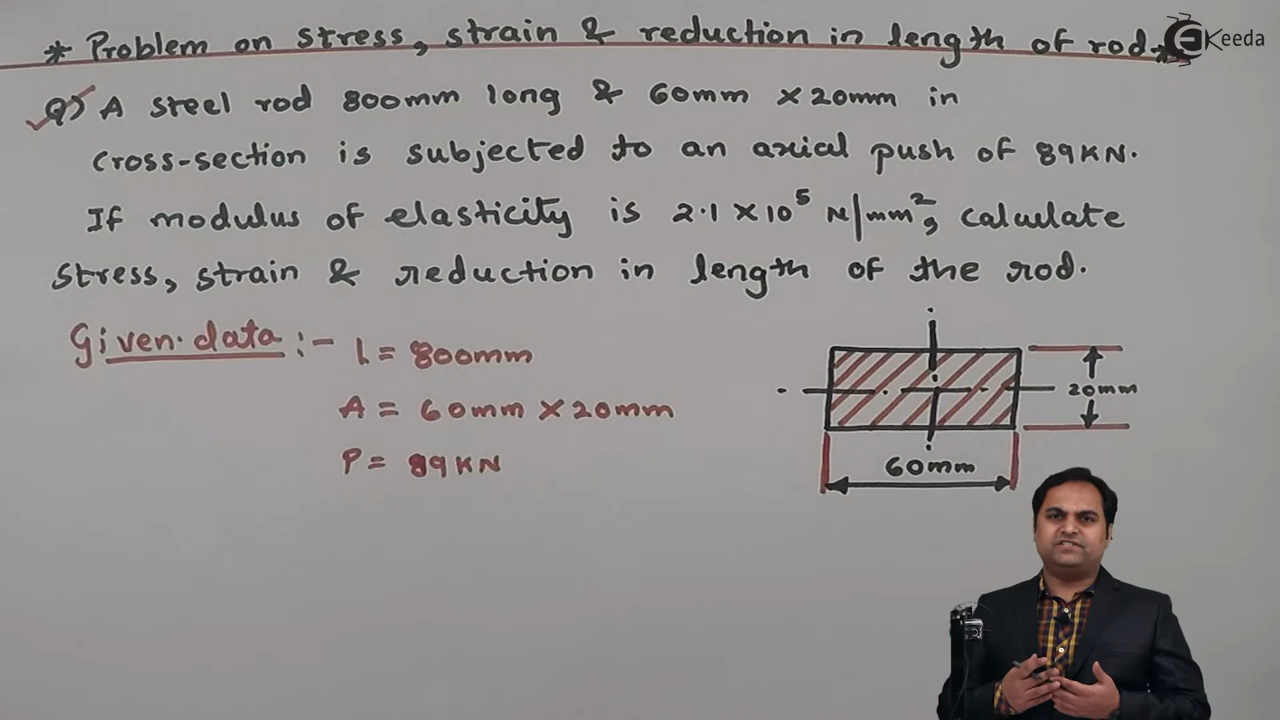 * Problem on stress, strain & reduction in length of rod *
Q) A steel rod 800mm long & 60mm × 20mm in
cross-section is subjected to an axial push of 89KN.
If modulus of elasticity is 2.1 × 10⁵ N/mm², calculate
stress, strain & reduction in length of the rod.
Given data :- l = 800mm
A = 60mm × 20mm
P = 89KN
20mm
60mm
eKeeda